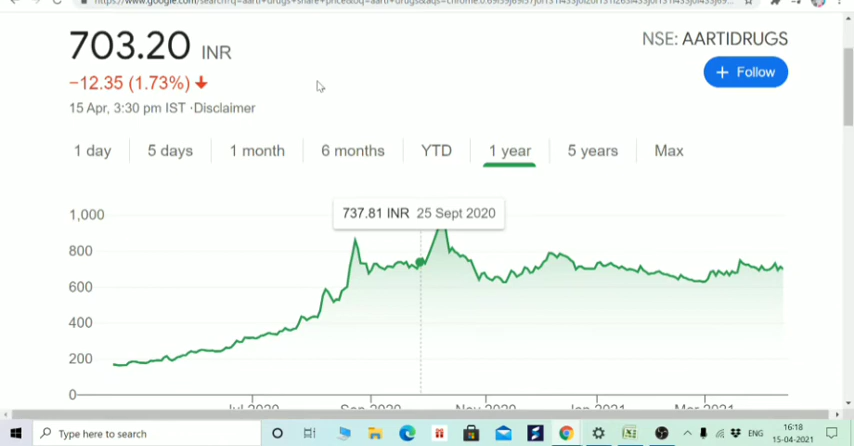 703.20 INR
NSE: AARTIDRUGS
−12.35 (1.73%)
+ Follow
15 Apr, 3:30 pm IST ·Disclaimer
1 day
5 days
1 month
6 months
YTD
1 year
5 years
Max
737.81 INR 25 Sept 2020
1,000
800
600
400
200
0
Jul 2020
Sep 2020
Nov 2020
Jan 2021
Mar 2021
Type here to search
ENG
16:18
15-04-2021